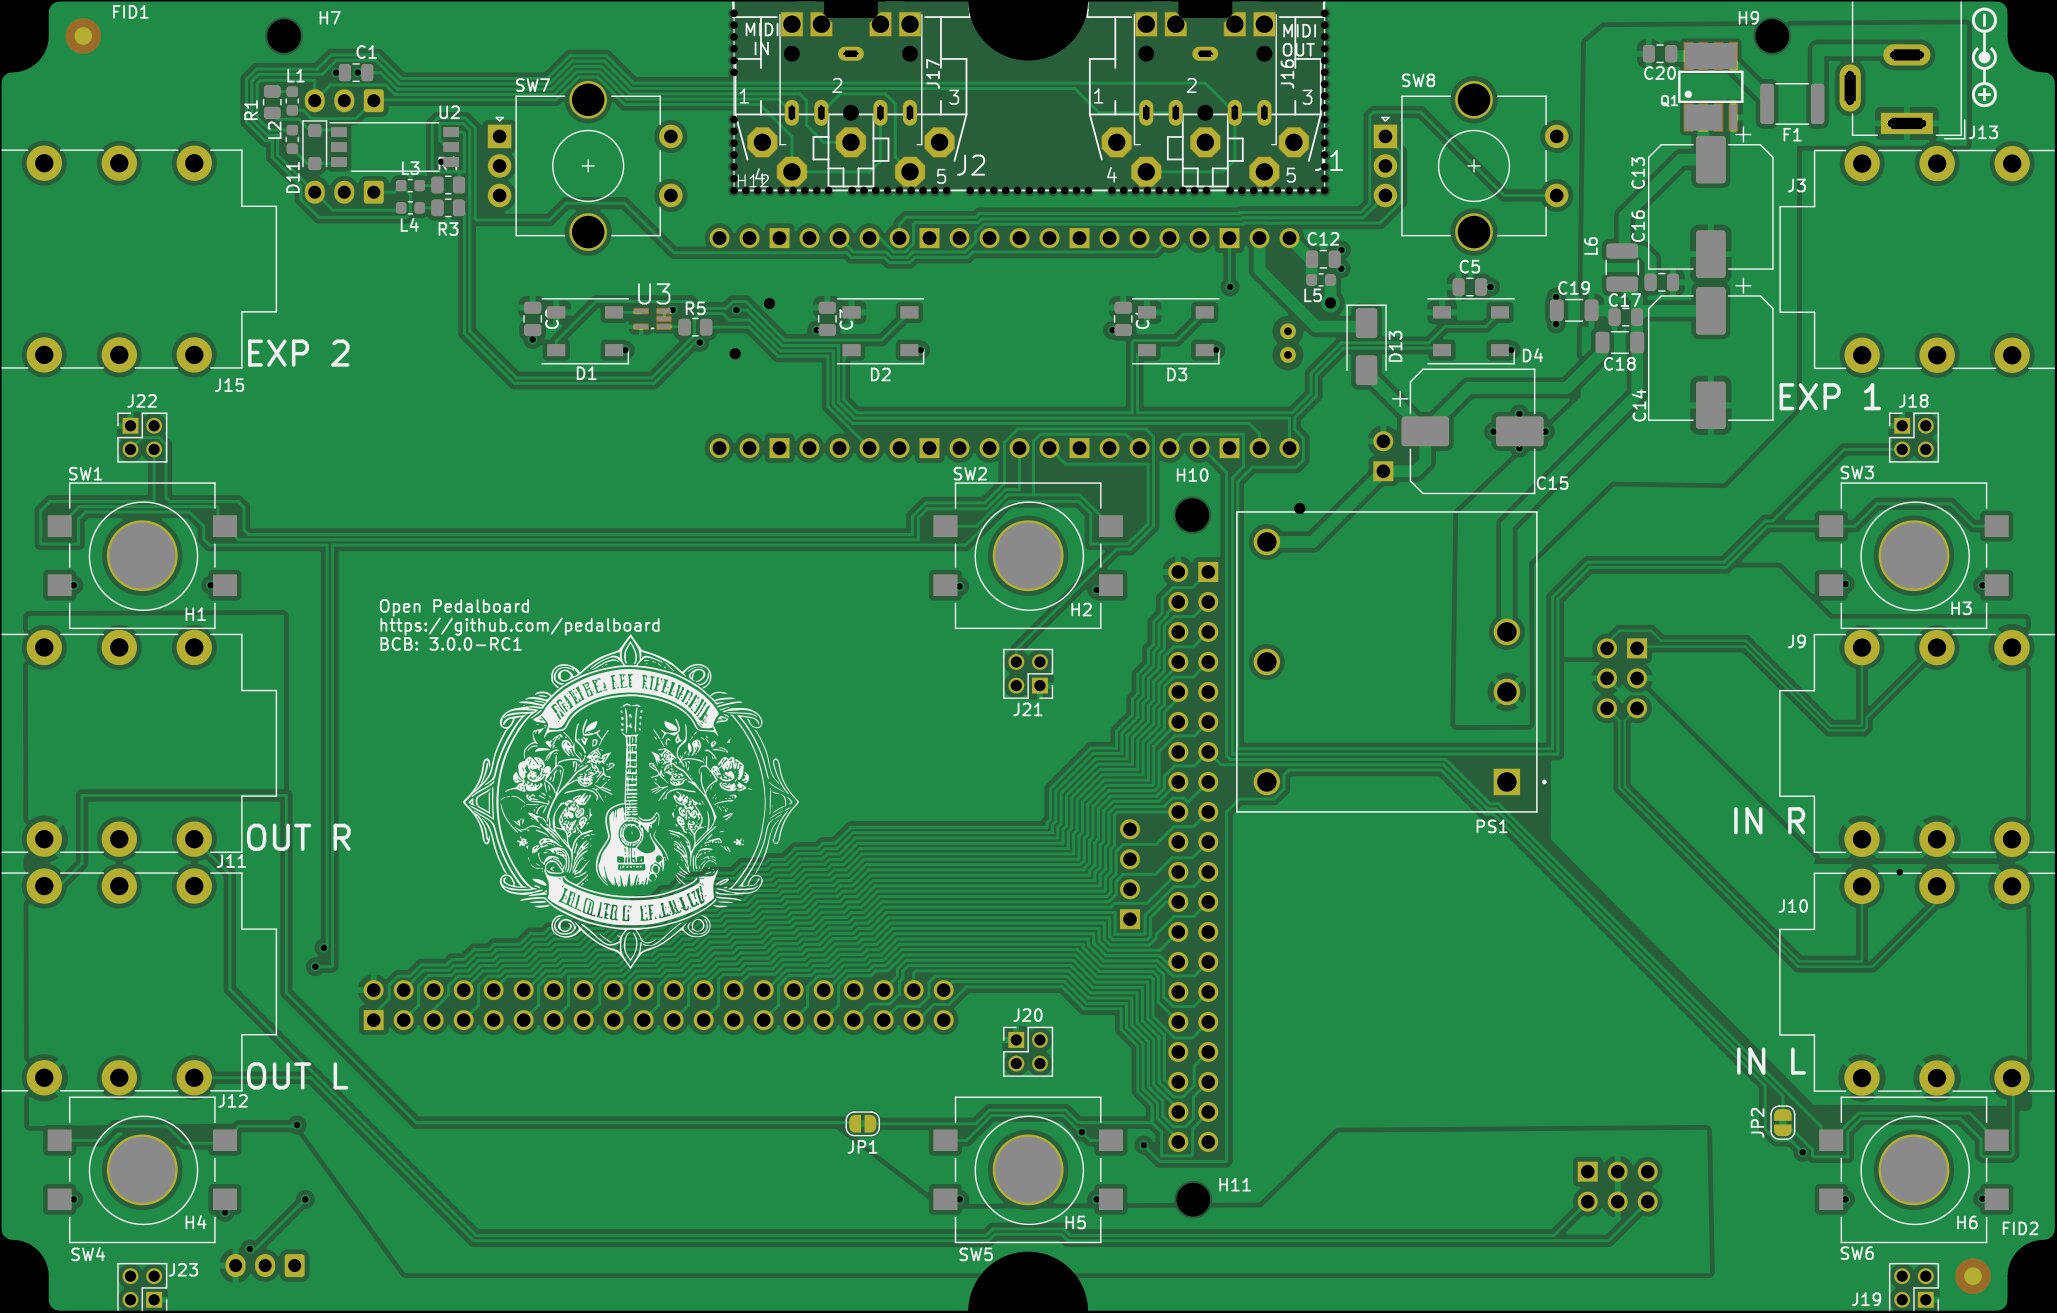 FID1
H7
H9
MIDI
IN
MIDI
OUT
C1
L1
R1
L2
U2
SW7
J17
J16
SW8
C20
Q1
F1
J13
1
2
3
1
2
3
D11
L3
L4
R3
H12
4
5
J2
4
5
C13
J3
C16
L6
C12
L5
C5
C19
C17
C18
U3
R5
D1
D2
D3
D13
D4
C14
EXP 2
J15
EXP 1
J22
J18
SW1
SW2
H10
C15
SW3
H1
H2
H3
Open Pedalboard
https://github.com/pedalboard
BCB: 3.0.0-RC1
J9
J21
OUT R
J11
PS1
IN R
J10
J20
OUT L
J12
IN L
JP2
JP1
H4
H5
H11
H6
FID2
SW4
SW5
SW6
J23
J19